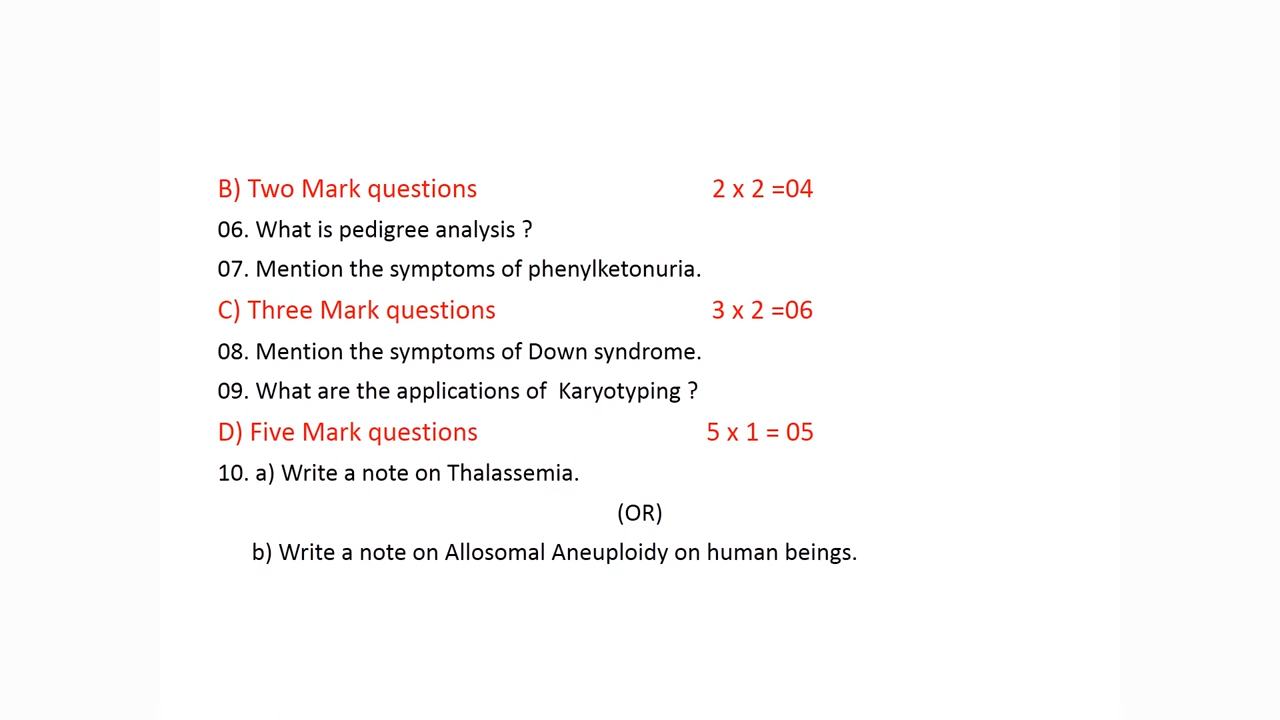 B) Two Mark questions 2 x 2 =04
06. What is pedigree analysis ?
07. Mention the symptoms of phenylketonuria.
C) Three Mark questions 3 x 2 =06
08. Mention the symptoms of Down syndrome.
09. What are the applications of  Karyotyping ?
D) Five Mark questions 5 x 1 = 05
10. a) Write a note on Thalassemia.
(OR)
b) Write a note on Allosomal Aneuploidy on human beings.